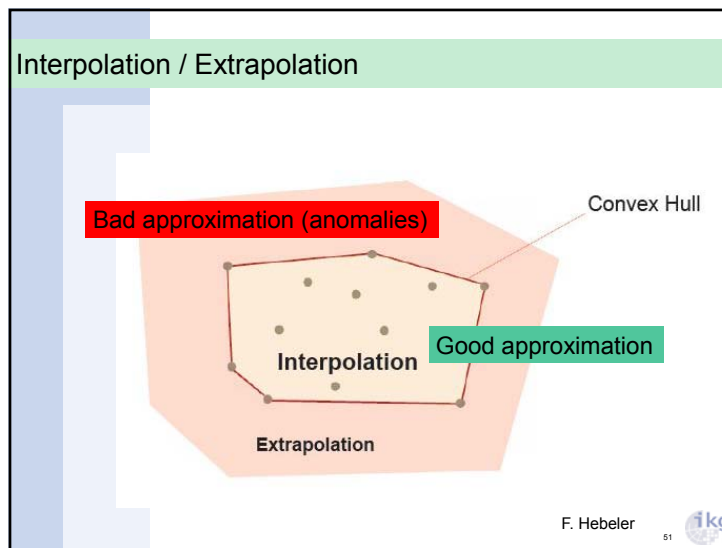 Interpolation / Extrapolation
Bad approximation (anomalies)
Convex Hull
Good approximation
Interpolation
Extrapolation
F. Hebeler
51